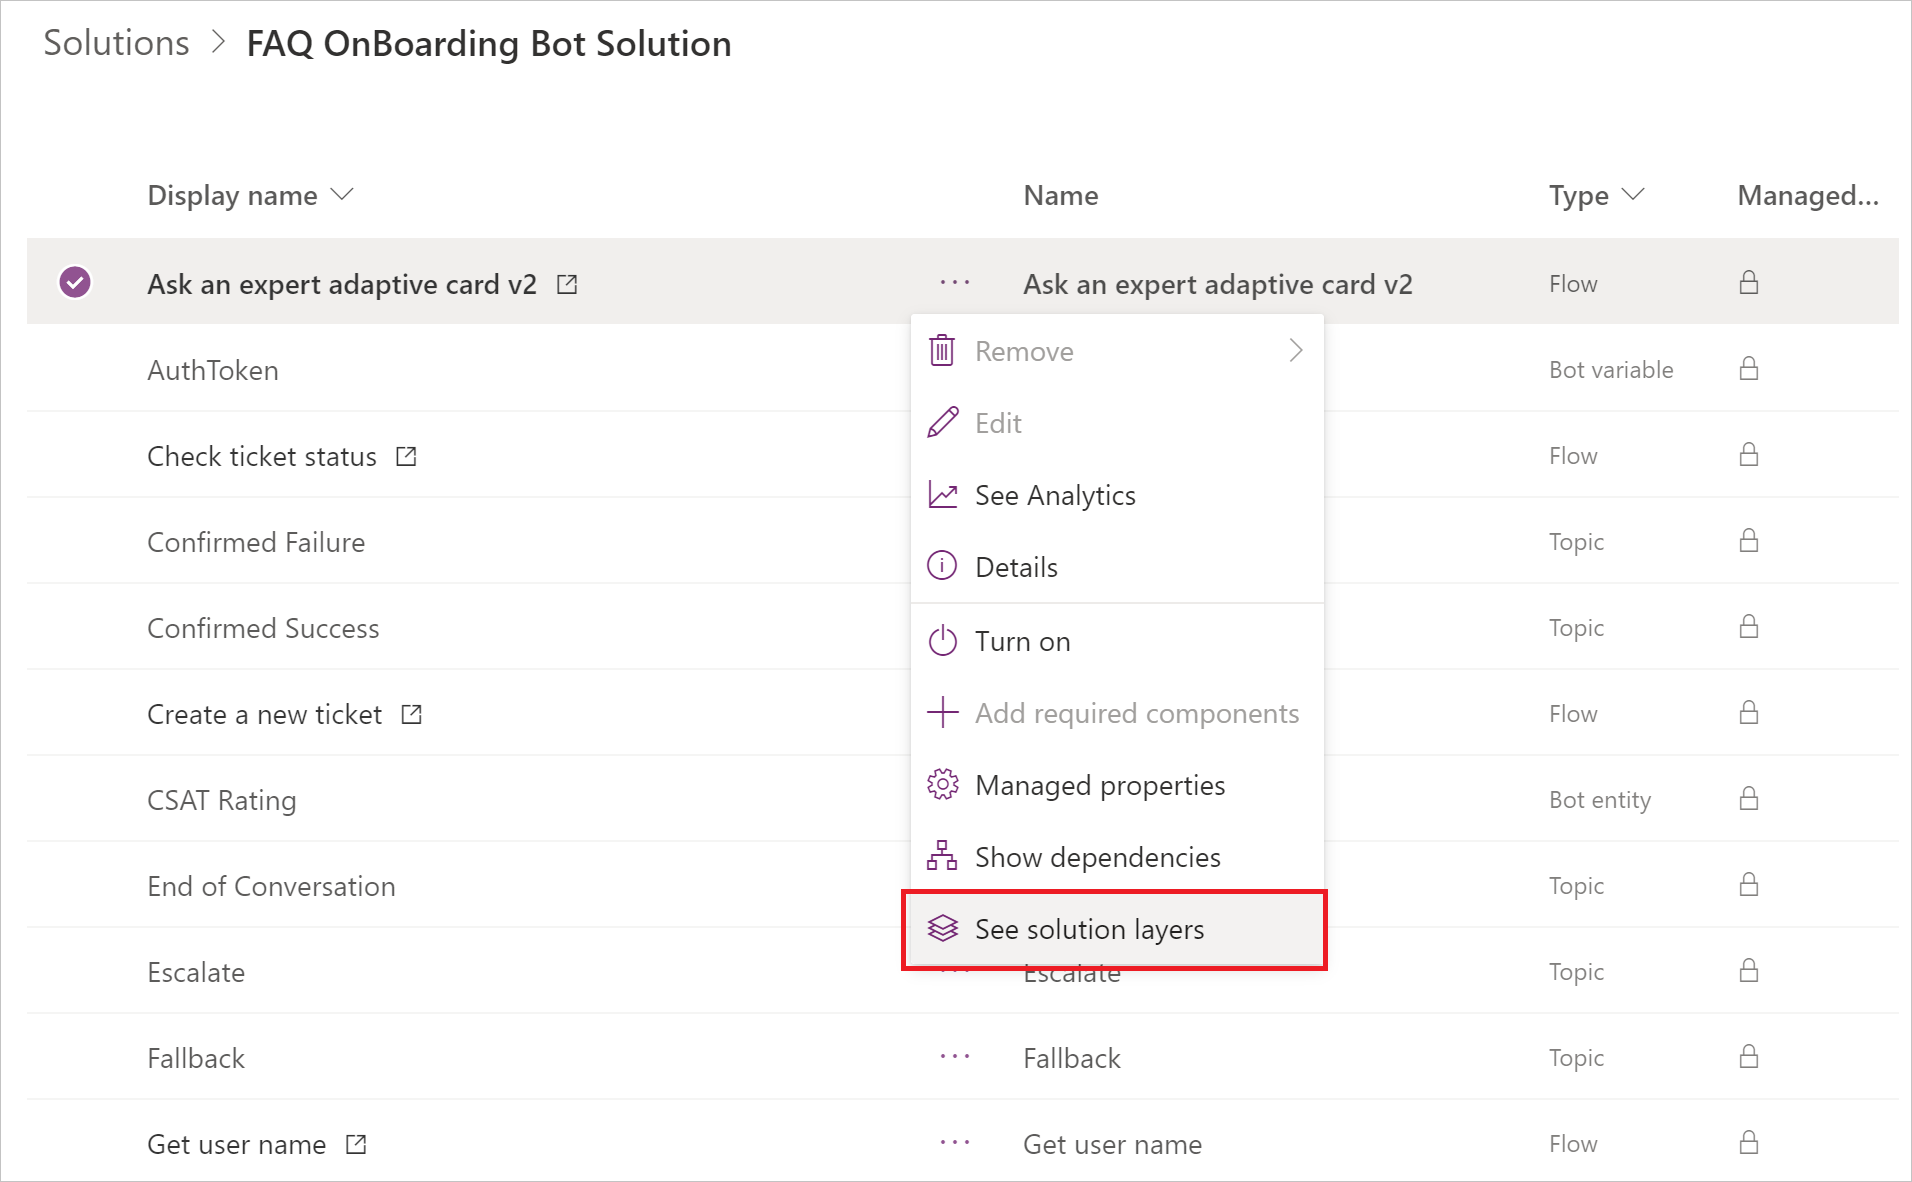 Solutions > FAQ OnBoarding Bot Solution
Display name Name Type Managed...
Ask an expert adaptive card v2 ... Ask an expert adaptive card v2 Flow
Remove
AuthToken Bot variable
Edit
Check ticket status Flow
See Analytics
Confirmed Failure Topic
Details
Confirmed Success Topic
Turn on
Create a new ticket Flow
Add required components
Managed properties
CSAT Rating Bot entity
Show dependencies
End of Conversation Topic
See solution layers
Escalate Escalate Topic
Fallback ... Fallback Topic
Get user name ... Get user name Flow